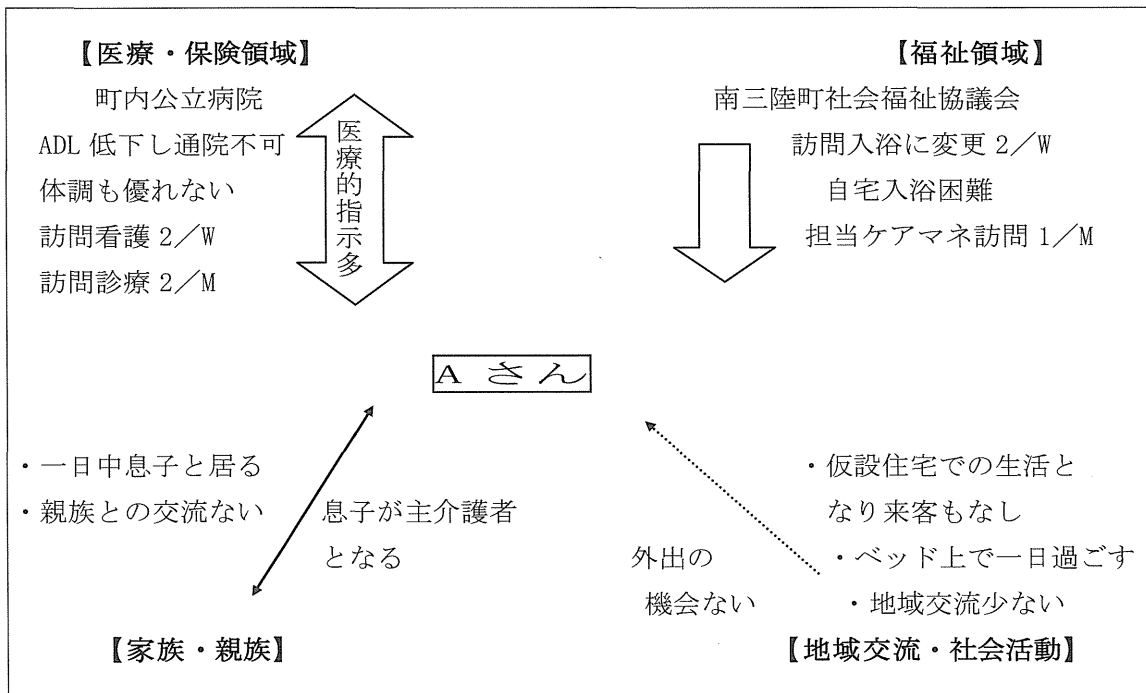 【医療・保険領域】
町内公立病院
ADL 低下し通院不可
体調も優れない
訪問看護 2／W
訪問診療 2／M
医療的指示多
【福祉領域】
南三陸町社会福祉協議会
訪問入浴に変更 2／W
自宅入浴困難
担当ケアマネ訪問 1／M
A さん
・一日中息子と居る
・親族との交流ない
息子が主介護者
となる
【家族・親族】
・仮設住宅での生活と
なり来客もなし
・ベッド上で一日過ごす
・地域交流少ない
外出の
機会ない
【地域交流・社会活動】